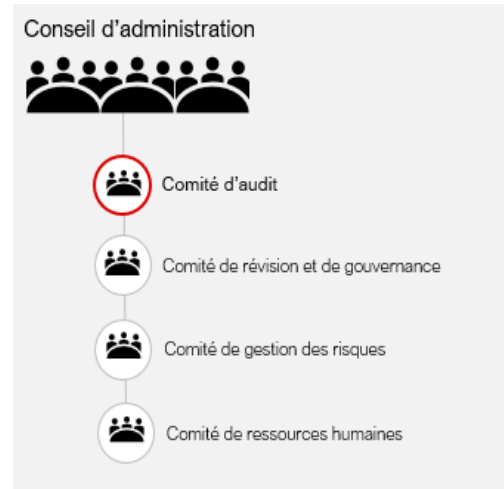 Conseil d'administration
Comité d'audit
Comité de révision et de gouvernance
Comité de gestion des risques
Comité de ressources humaines